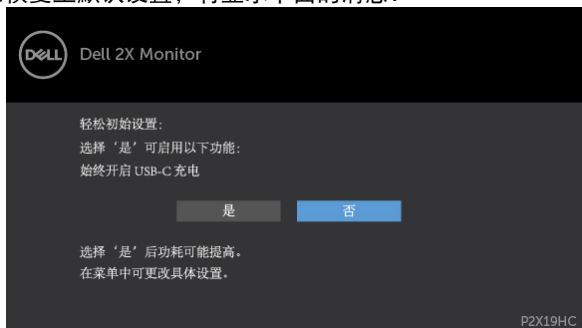 DELL
Dell 2X Monitor
轻松初始设置:
选择‘是’可启用以下功能:
始终开启 USB-C 充电
是 否
选择‘是’后功耗可能提高。
在菜单中可更改具体设置。
P2X19HC